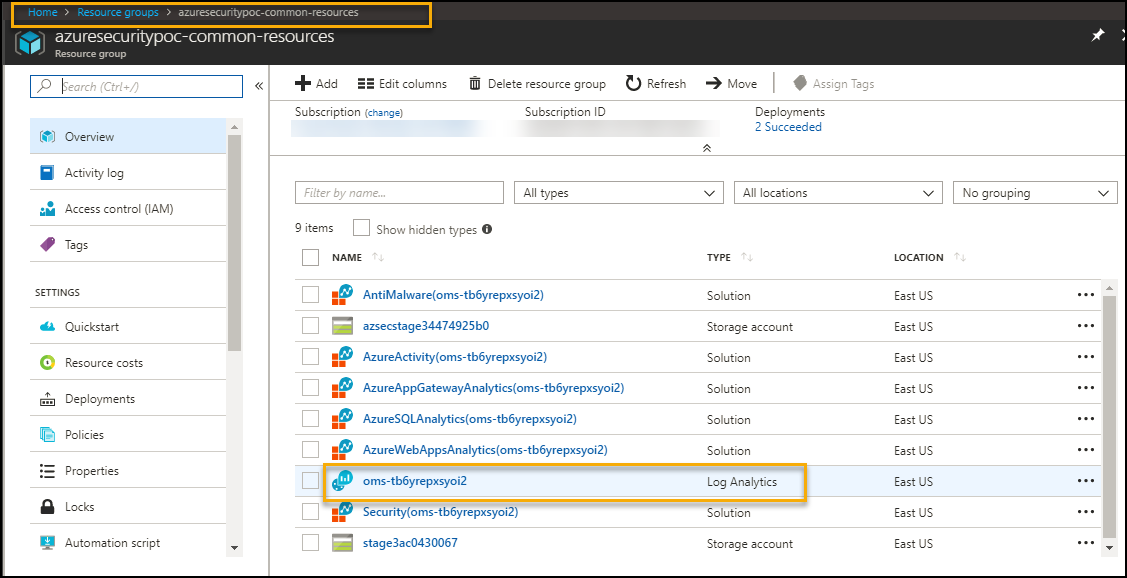 Home > Resource groups > azuresecuritypoc-common-resources
azuresecuritypoc-common-resources
Resource group
Search (Ctrl+/)
«
Overview
Activity log
Access control (IAM)
Tags
SETTINGS
Quickstart
Resource costs
Deployments
Policies
Properties
Locks
Automation script
Add Edit columns Delete resource group Refresh Move Assign Tags
Subscription (change) Subscription ID Deployments
2 Succeeded
Filter by name... All types All locations No grouping
9 items Show hidden types
NAME TYPE LOCATION
AntiMalware(oms-tb6yrepxsyoi2) Solution East US
azsecstage34474925b0 Storage account East US
AzureActivity(oms-tb6yrepxsyoi2) Solution East US
AzureAppGatewayAnalytics(oms-tb6yrepxsyoi2) Solution East US
AzureSQLAnalytics(oms-tb6yrepxsyoi2) Solution East US
AzureWebAppsAnalytics(oms-tb6yrepxsyoi2) Solution East US
oms-tb6yrepxsyoi2 Log Analytics East US
Security(oms-tb6yrepxsyoi2) Solution East US
stage3ac0430067 Storage account East US